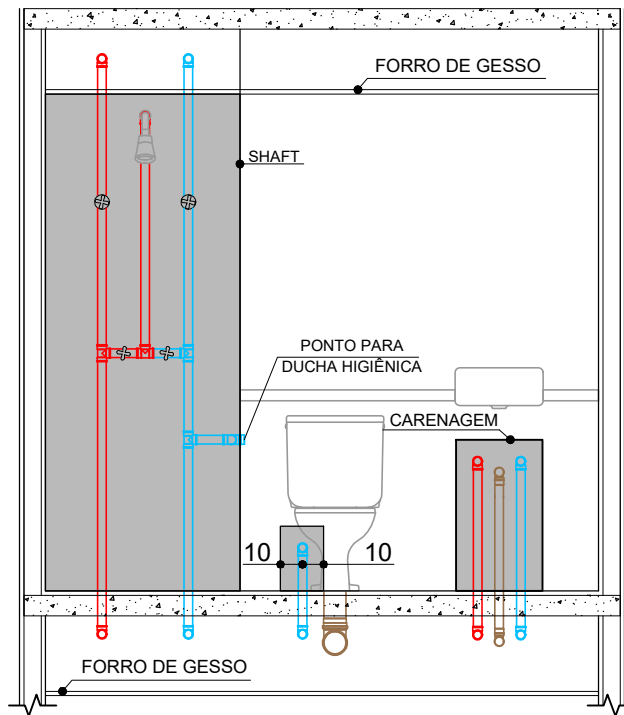 FORRO DE GESSO
SHAFT
PONTO PARA
DUCHA HIGIÊNICA
CARENAGEM
10
10
FORRO DE GESSO